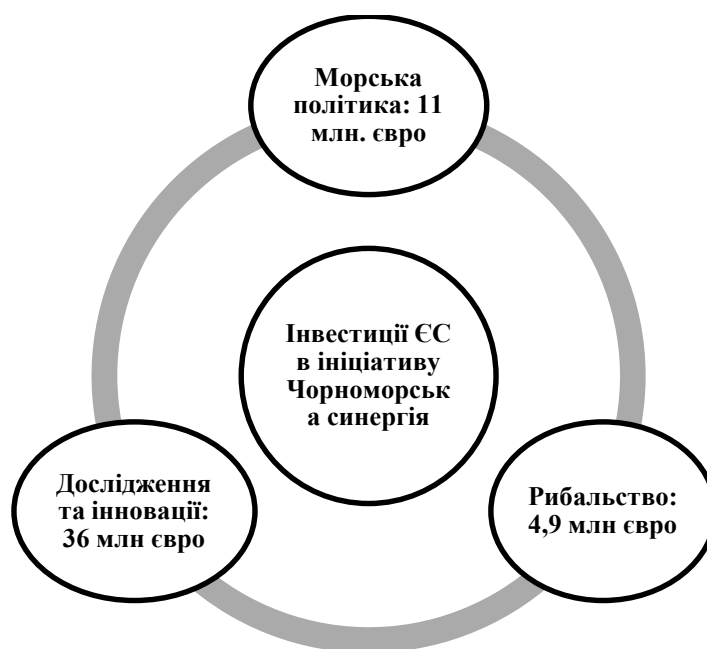 Морська
політика: 11
млн. євро
Інвестиції ЄС
в ініціативу
Чорноморськ
а синергія
Дослідження
та інновації:
36 млн євро
Рибальство:
4,9 млн євро